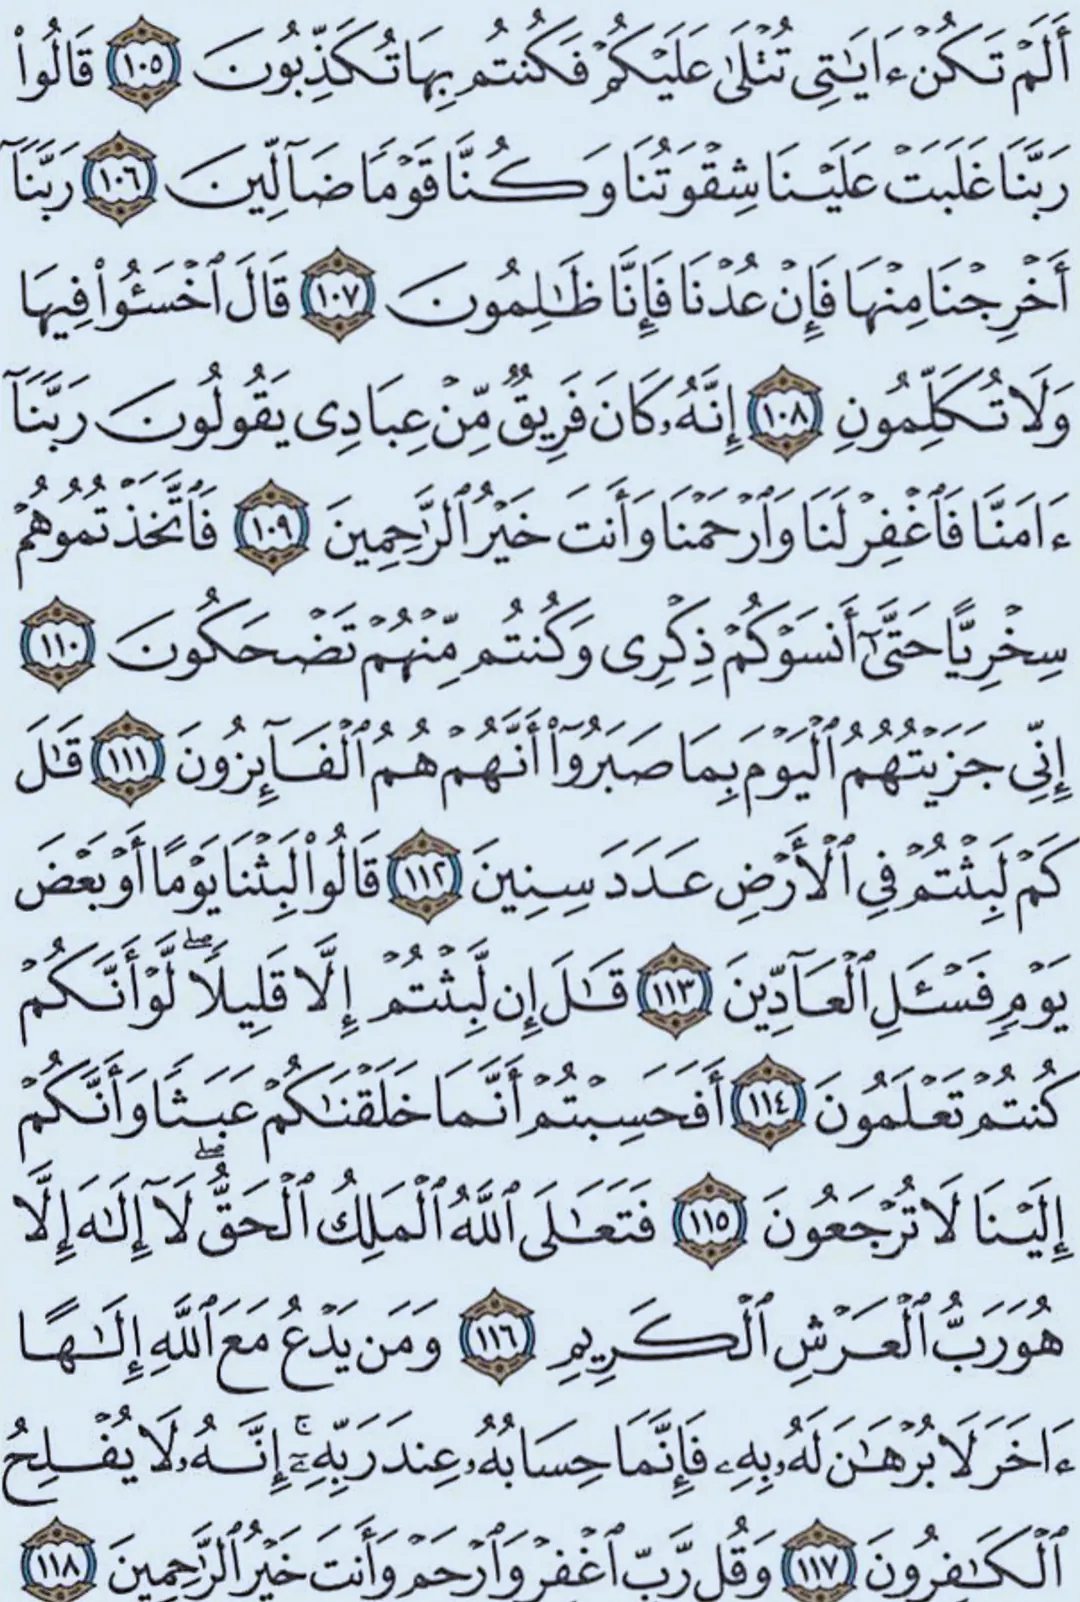 أَلَمۡ تَكُنۡ ءَايَٰتِي تُتۡلَىٰ عَلَيۡكُمۡ فَكُنتُم بِهَا تُكَذِّبُونَ ١٠٥ قَالُواْ
رَبَّنَا غَلَبَتۡ عَلَيۡنَا شِقۡوَتُنَا وَكُنَّا قَوۡمٗا ضَآلِّينَ ١٠٦ رَبَّنَآ
أَخۡرِجۡنَا مِنۡهَا فَإِنۡ عُدۡنَا فَإِنَّا ظَٰلِمُونَ ١٠٧ قَالَ ٱخۡسَـُٔواْ فِيهَا
وَلَا تُكَلِّمُونِ ١٠٨ إِنَّهُۥ كَانَ فَرِيقٞ مِّنۡ عِبَادِي يَقُولُونَ رَبَّنَآ
ءَامَنَّا فَٱغۡفِرۡ لَنَا وَٱرۡحَمۡنَا وَأَنتَ خَيۡرُ ٱلرَّٰحِمِينَ ١٠٩ فَٱتَّخَذۡتُمُوهُمۡ
سِخۡرِيًّا حَتَّىٰٓ أَنسَوۡكُمۡ ذِكۡرِي وَكُنتُم مِّنۡهُمۡ تَضۡحَكُونَ ١١٠
إِنِّي جَزَيۡتُهُمُ ٱلۡيَوۡمَ بِمَا صَبَرُوٓاْ أَنَّهُمۡ هُمُ ٱلۡفَآئِزُونَ ١١١ قَٰلَ
كَمۡ لَبِثۡتُمۡ فِي ٱلۡأَرۡضِ عَدَدَ سِنِينَ ١١٢ قَالُواْ لَبِثۡنَا يَوۡمًا أَوۡ بَعۡضَ
يَوۡمٖ فَسۡـَٔلِ ٱلۡعَآدِّينَ ١١٣ قَٰلَ إِن لَّبِثۡتُمۡ إِلَّا قَلِيلٗاۖ لَّوۡ أَنَّكُمۡ
كُنتُمۡ تَعۡلَمُونَ ١١٤ أَفَحَسِبۡتُمۡ أَنَّمَا خَلَقۡنَٰكُمۡ عَبَثٗا وَأَنَّكُمۡ
إِلَيۡنَا لَا تُرۡجَعُونَ ١١٥ فَتَعَٰلَى ٱللَّهُ ٱلۡمَلِكُ ٱلۡحَقُّۖ لَآ إِلَٰهَ إِلَّا
هُوَ رَبُّ ٱلۡعَرۡشِ ٱلۡكَرِيمِ ١١٦ وَمَن يَدۡعُ مَعَ ٱللَّهِ إِلَٰهًا
ءَاخَرَ لَا بُرۡهَٰنَ لَهُۥ بِهِۦ فَإِنَّمَا حِسَابُهُۥ عِندَ رَبِّهِۦٓۚ إِنَّهُۥ لَا يُفۡلِحُ
ٱلۡكَٰفِرُونَ ١١٧ وَقُل رَّبِّ ٱغۡفِرۡ وَٱرۡحَمۡ وَأَنتَ خَيۡرُ ٱلرَّٰحِمِينَ ١١٨